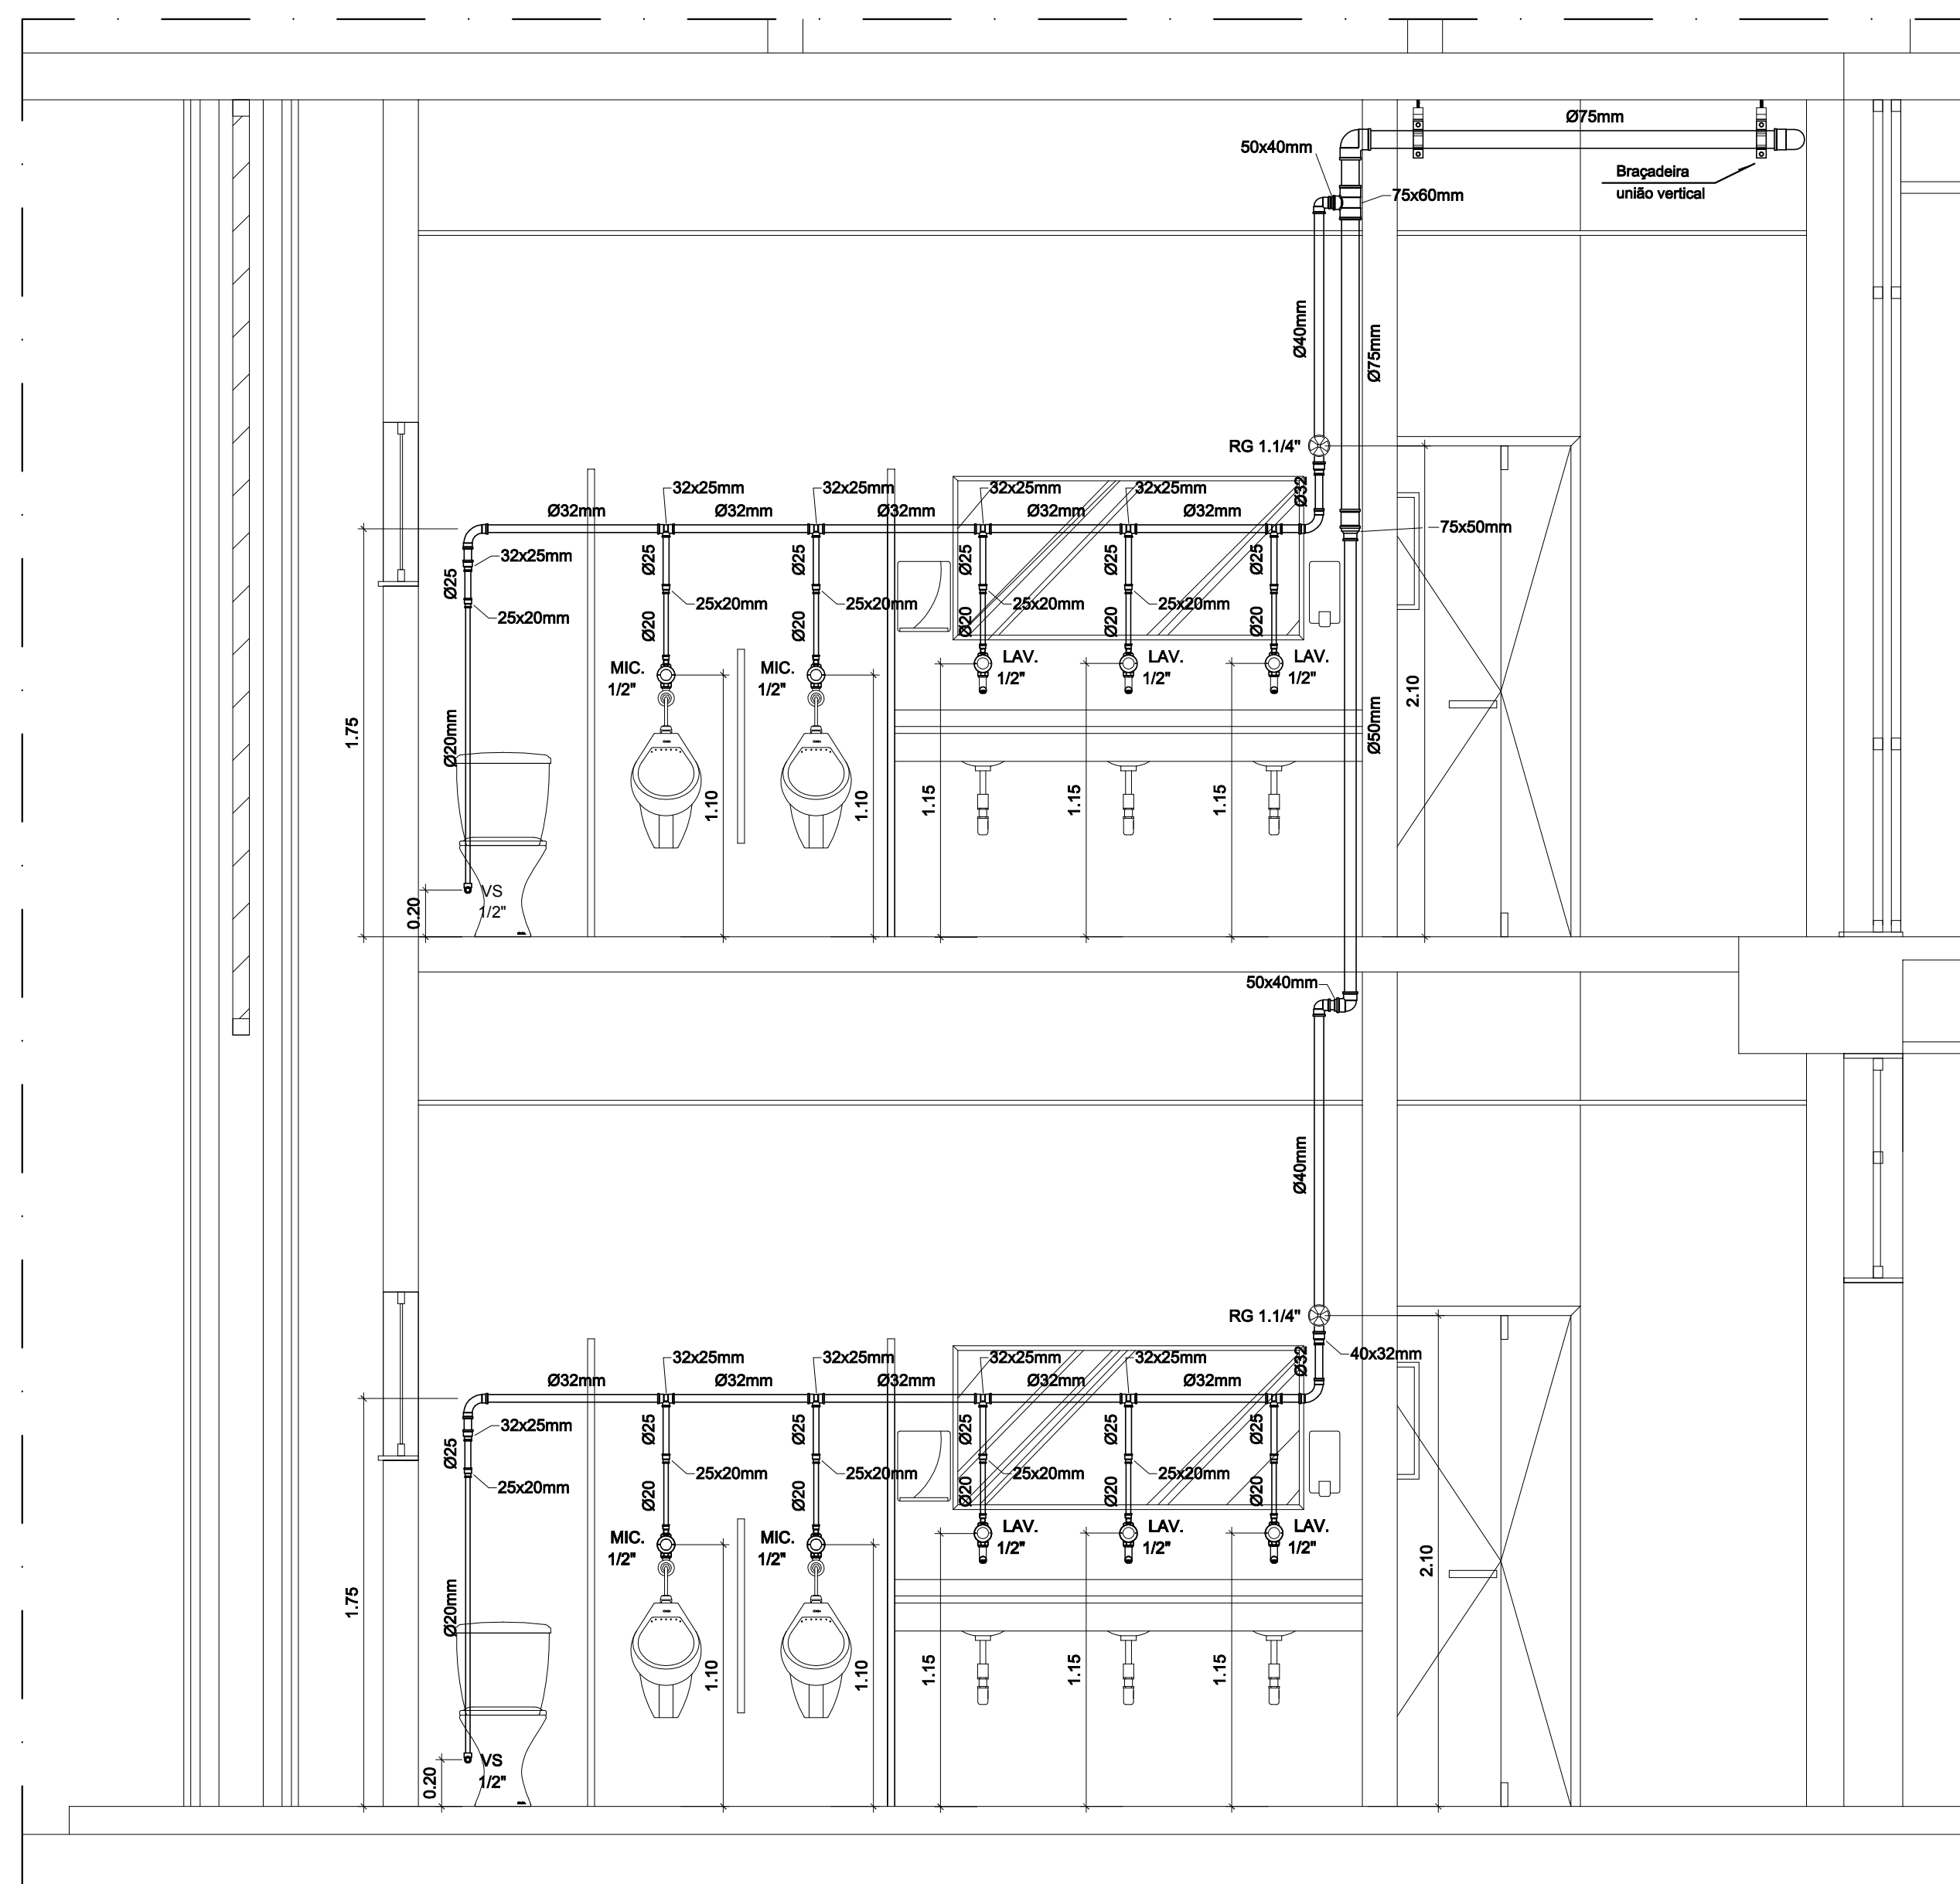 Ø75mm
50x40mm
Braçadeira
união vertical
75x60mm
Ø40mm
Ø75mm
RG 1.1/4"
32x25mm
32x25mm
32x25mm
32x25mm
Ø32
Ø32mm
Ø32mm
Ø32mm
Ø32mm
Ø32mm
75x50mm
32x25mm
Ø25
Ø25
Ø25
Ø25
Ø25
Ø25
25x20mm
25x20mm
25x20mm
25x20mm
25x20mm
Ø20
Ø20
Ø20
Ø20
Ø20
MIC.
1/2"
MIC.
1/2"
LAV.
1/2"
LAV.
1/2"
LAV.
1/2"
2.10
1.75
Ø20mm
Ø50mm
1.10
1.10
1.15
1.15
1.15
VS
1/2"
0.20
50x40mm
Ø40mm
RG 1.1/4"
40x32mm
32x25mm
32x25mm
32x25mm
32x25mm
Ø32
Ø32mm
Ø32mm
Ø32mm
Ø32mm
Ø32mm
32x25mm
Ø25
Ø25
Ø25
Ø25
Ø25
Ø25
25x20mm
25x20mm
25x20mm
25x20mm
25x20mm
Ø20
Ø20
Ø20
Ø20
Ø20
MIC.
1/2"
MIC.
1/2"
LAV.
1/2"
LAV.
1/2"
LAV.
1/2"
2.10
1.75
Ø20mm
1.10
1.10
1.15
1.15
1.15
VS
1/2"
0.20